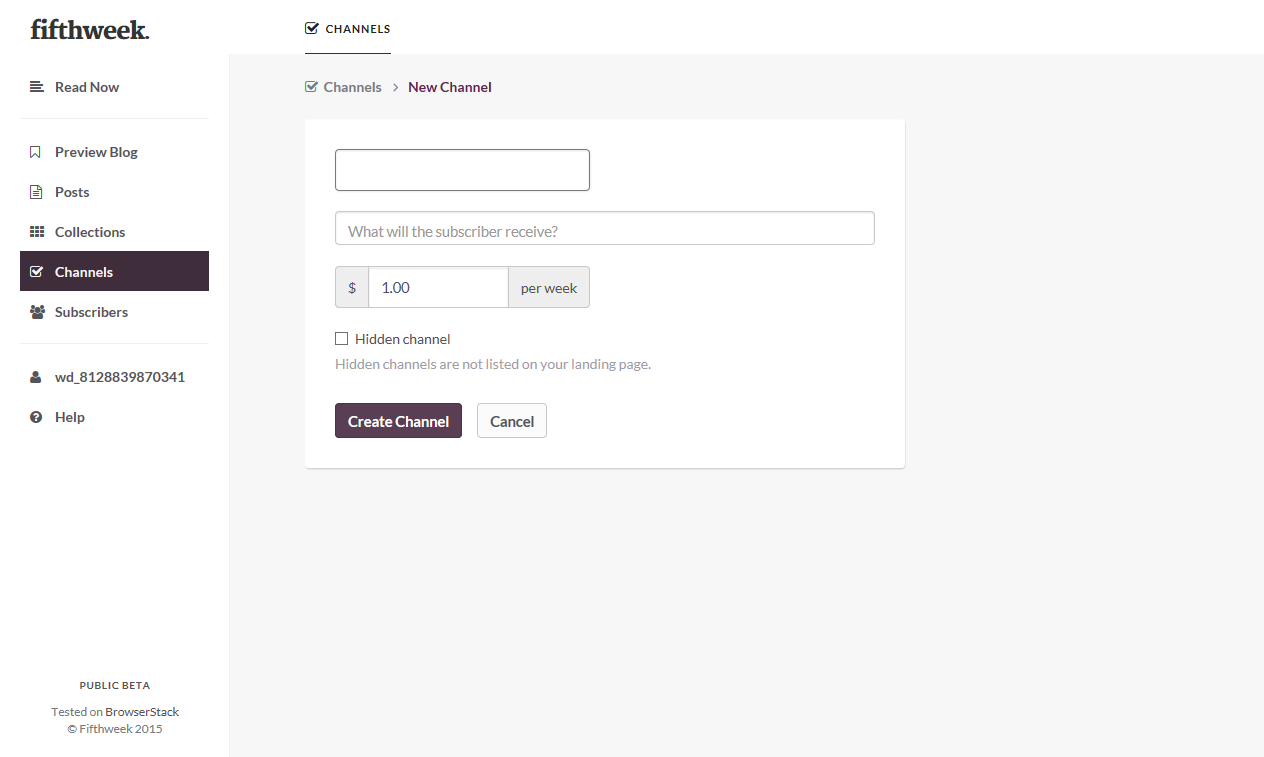 fifthweek.
CHANNELS
Read Now
Preview Blog
Posts
Collections
Channels
Subscribers
wd_8128839870341
Help
PUBLIC BETA
Tested on BrowserStack
© Fifthweek 2015
Channels > New Channel
What will the subscriber receive?
$ 1.00 per week
Hidden channel
Hidden channels are not listed on your landing page.
Create Channel Cancel